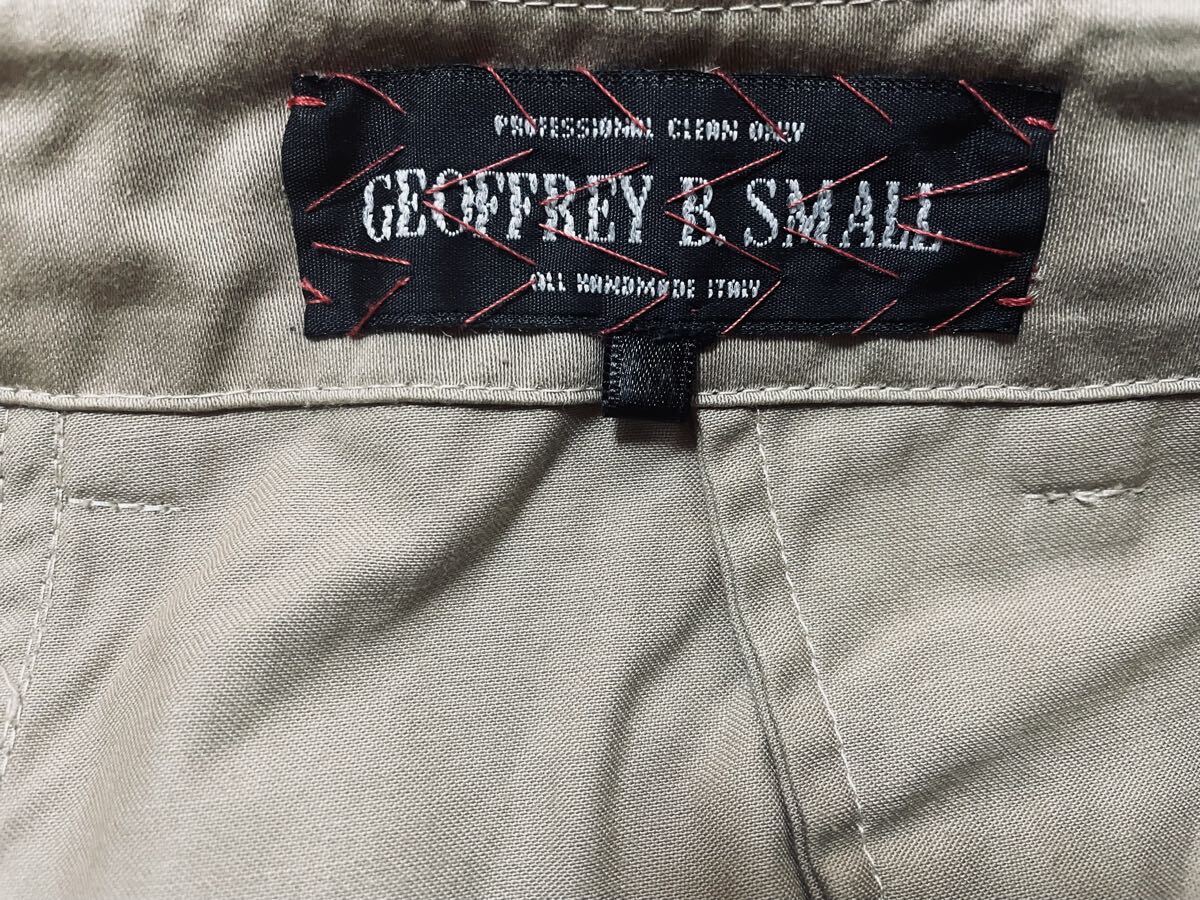 PROFESSIONAL CLEAN ONLY
GEOFFREY B. SMALL
ALL HANDMADE ITALY